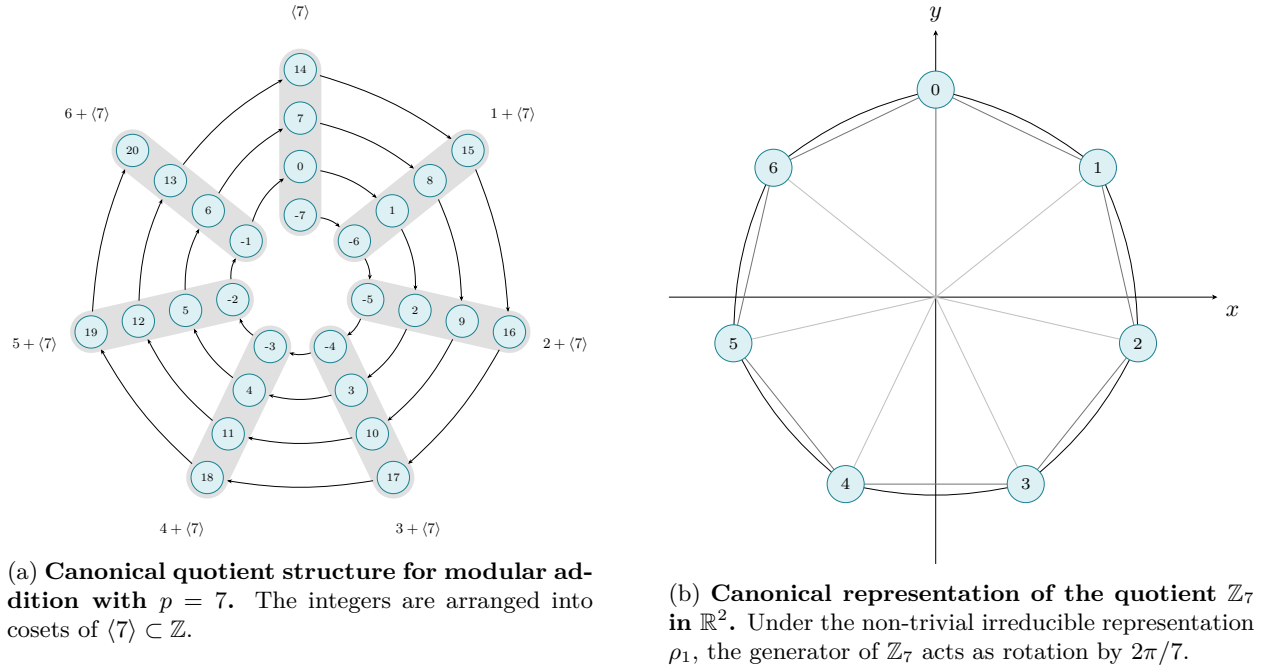 ⟨7⟩
14
6 + ⟨7⟩
1 + ⟨7⟩
7
20
15
13
0
8
6
1
-7
-1
-6
-2
-5
5
2
12
9
19
16
5 + ⟨7⟩
2 + ⟨7⟩
-3
-4
4
3
11
10
18
17
4 + ⟨7⟩
3 + ⟨7⟩
(a) Canonical quotient structure for modular ad-
dition with p = 7. The integers are arranged into
cosets of ⟨7⟩ ⊂ ℤ.
y
0
6
1
x
5
2
4
3
(b) Canonical representation of the quotient ℤ₇
in ℝ². Under the non-trivial irreducible representation
ρ₁, the generator of ℤ₇ acts as rotation by 2π/7.